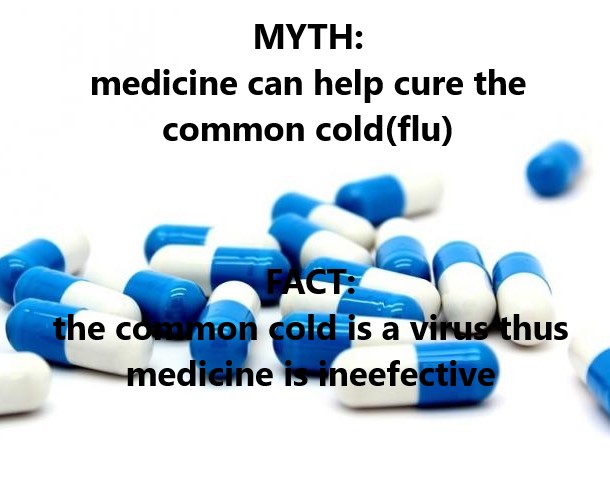 MYTH:
medicine can help cure the
common cold(flu)
FACT:
the common cold is a virus thus
medicine is ineefective